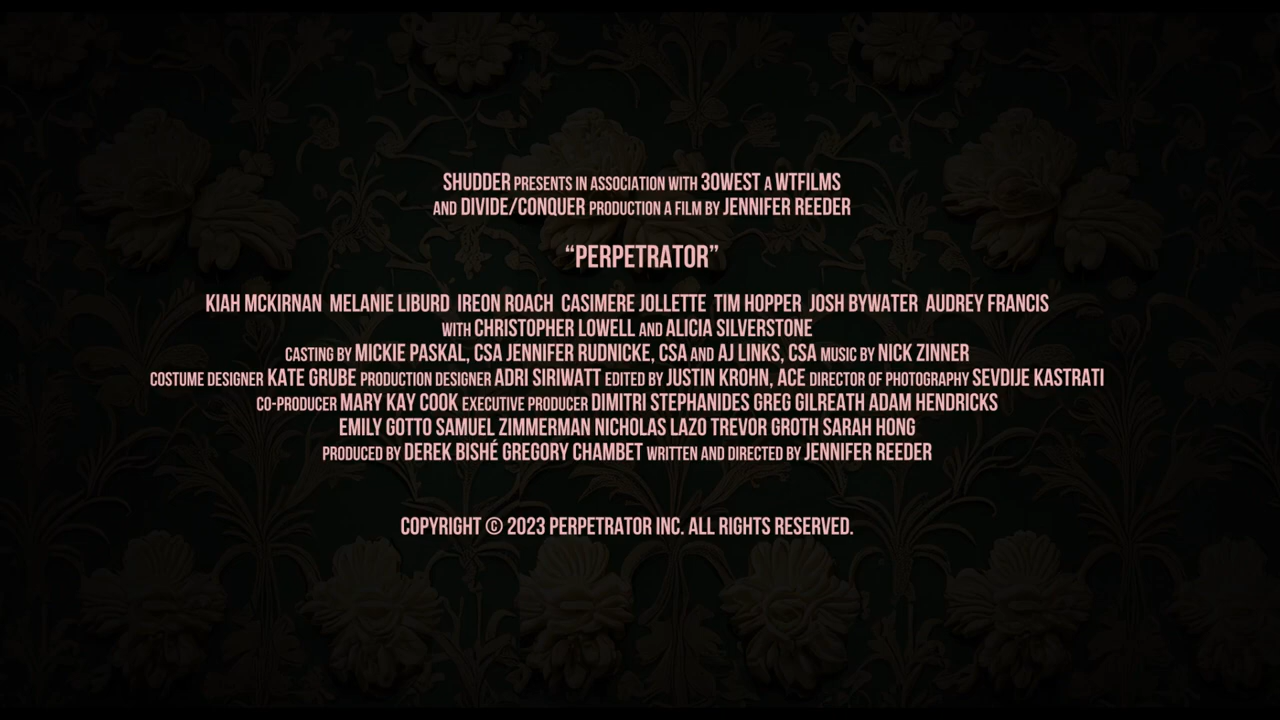 SHUDDER PRESENTS IN ASSOCIATION WITH 30WEST A WTFILMS
AND DIVIDE/CONQUER PRODUCTION A FILM BY JENNIFER REEDER
“PERPETRATOR”
KIAH MCKIRNAN MELANIE LIBURD IREON ROACH CASIMERE JOLLETTE TIM HOPPER JOSH BYWATER AUDREY FRANCIS
WITH CHRISTOPHER LOWELL AND ALICIA SILVERSTONE
CASTING BY MICKIE PASKAL, CSA JENNIFER RUDNICKE, CSA AND AJ LINKS, CSA MUSIC BY NICK ZINNER
COSTUME DESIGNER KATE GRUBE PRODUCTION DESIGNER ADRI SIRIWATT EDITED BY JUSTIN KROHN, ACE DIRECTOR OF PHOTOGRAPHY SEVDIJE KASTRATI
CO-PRODUCER MARY KAY COOK EXECUTIVE PRODUCER DIMITRI STEPHANIDES GREG GILREATH ADAM HENDRICKS
EMILY GOTTO SAMUEL ZIMMERMAN NICHOLAS LAZO TREVOR GROTH SARAH HONG
PRODUCED BY DEREK BISHÉ GREGORY CHAMBET WRITTEN AND DIRECTED BY JENNIFER REEDER
COPYRIGHT © 2023 PERPETRATOR INC. ALL RIGHTS RESERVED.